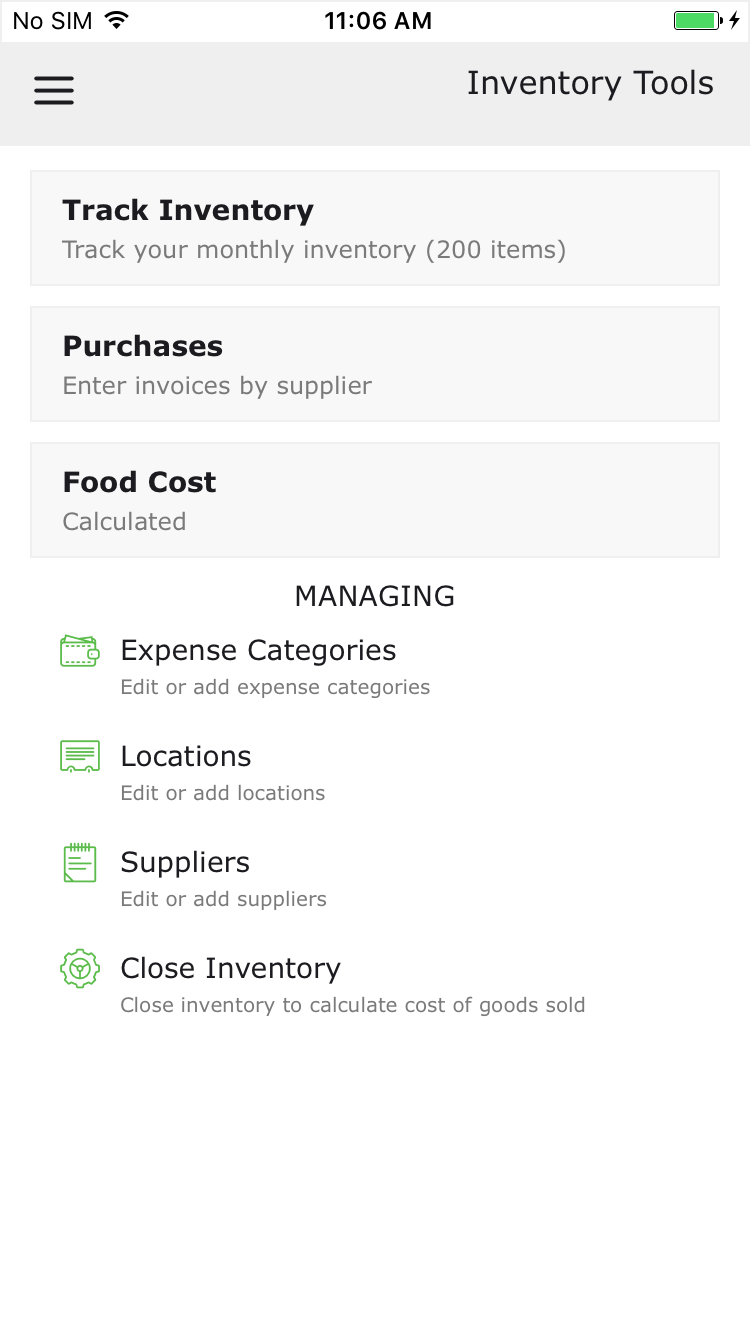 No SIM 11:06 AM
Inventory Tools
Track Inventory
Track your monthly inventory (200 items)
Purchases
Enter invoices by supplier
Food Cost
Calculated
MANAGING
Expense Categories
Edit or add expense categories
Locations
Edit or add locations
Suppliers
Edit or add suppliers
Close Inventory
Close inventory to calculate cost of goods sold